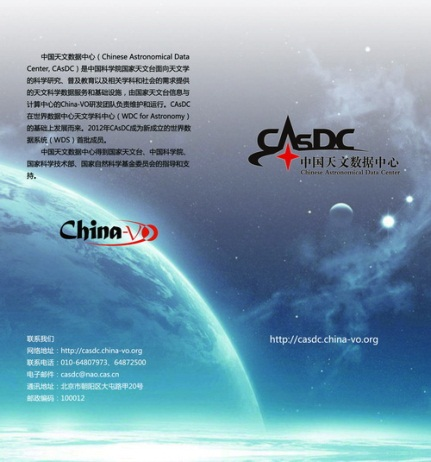 中国天文数据中心（Chinese Astronomical Data
Center, CAsDC）是中国科学院国家天文台面向天文学
的科学研究、普及教育以及相关学科和社会的需求提供
的天文科学数据服务和基础设施，由国家天文台信息与
计算中心的China-VO研发团队负责维护和运行。CAsDC
在世界数据中心天文学科中心（WDC for Astronomy）
的基础上发展而来。2012年CAsDC成为新成立的世界数
据系统（WDS）首批成员。
中国天文数据中心得到国家天文台、中国科学院、
国家科学技术部、国家自然科学基金委员会的指导和支
持。
China-VO
联系我们
网络地址：http://casdc.china-vo.org
联系电话：010-64807973、64872500
电子邮件：casdc@nao.cas.cn
通讯地址：北京市朝阳区大屯路甲20号
邮政编码：100012
CAsDC
中国天文数据中心
Chinese Astronomical Data Center
http://casdc.china-vo.org